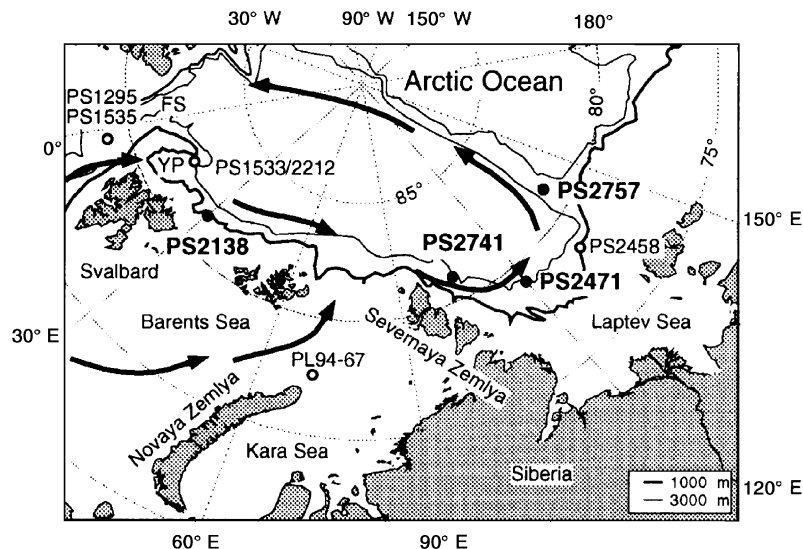 30° W
90° W
150° W
180°
Arctic Ocean
PS1295
PS1535
FS
80°
75°
0°
YP
PS1533/2212
85°
PS2757
150° E
PS2138
PS2741
PS2458
PS2471
Svalbard
Barents Sea
Laptev Sea
30 E
Severnaya Zemlya
PL94-67
Novaya Zemlya
Kara Sea
Siberia
1000 m
3000 m
120° E
60° E
90° E